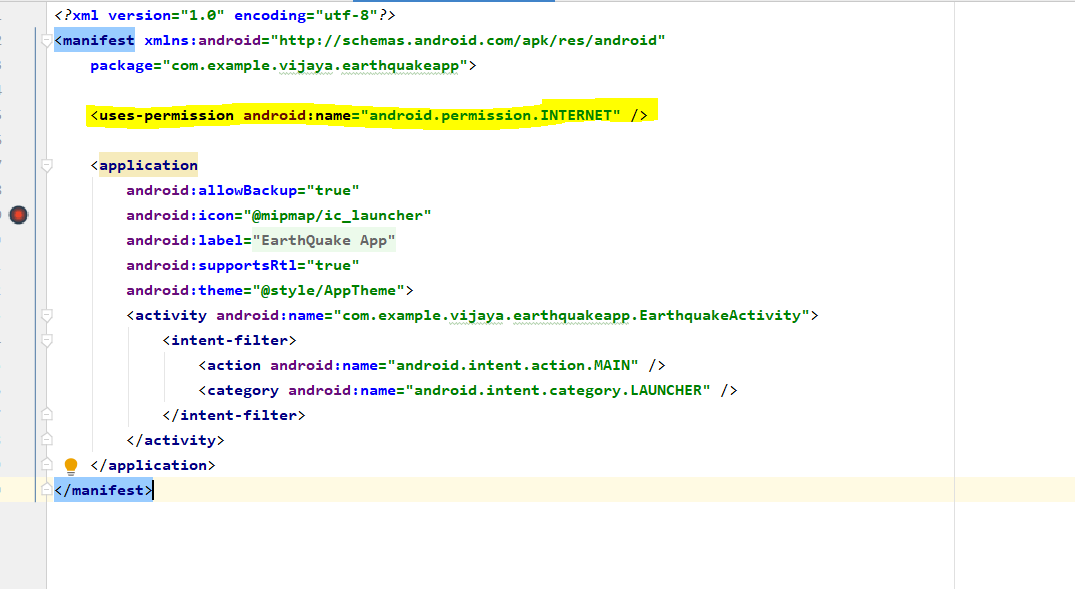 <?xml version="1.0" encoding="utf-8"?>
<manifest xmlns:android="http://schemas.android.com/apk/res/android"
    package="com.example.vijaya.earthquakeapp">

    <uses-permission android:name="android.permission.INTERNET" />

    <application
        android:allowBackup="true"
        android:icon="@mipmap/ic_launcher"
        android:label="EarthQuake App"
        android:supportsRtl="true"
        android:theme="@style/AppTheme">
        <activity android:name="com.example.vijaya.earthquakeapp.EarthquakeActivity">
            <intent-filter>
                <action android:name="android.intent.action.MAIN" />
                <category android:name="android.intent.category.LAUNCHER" />
            </intent-filter>
        </activity>
    </application>
</manifest>